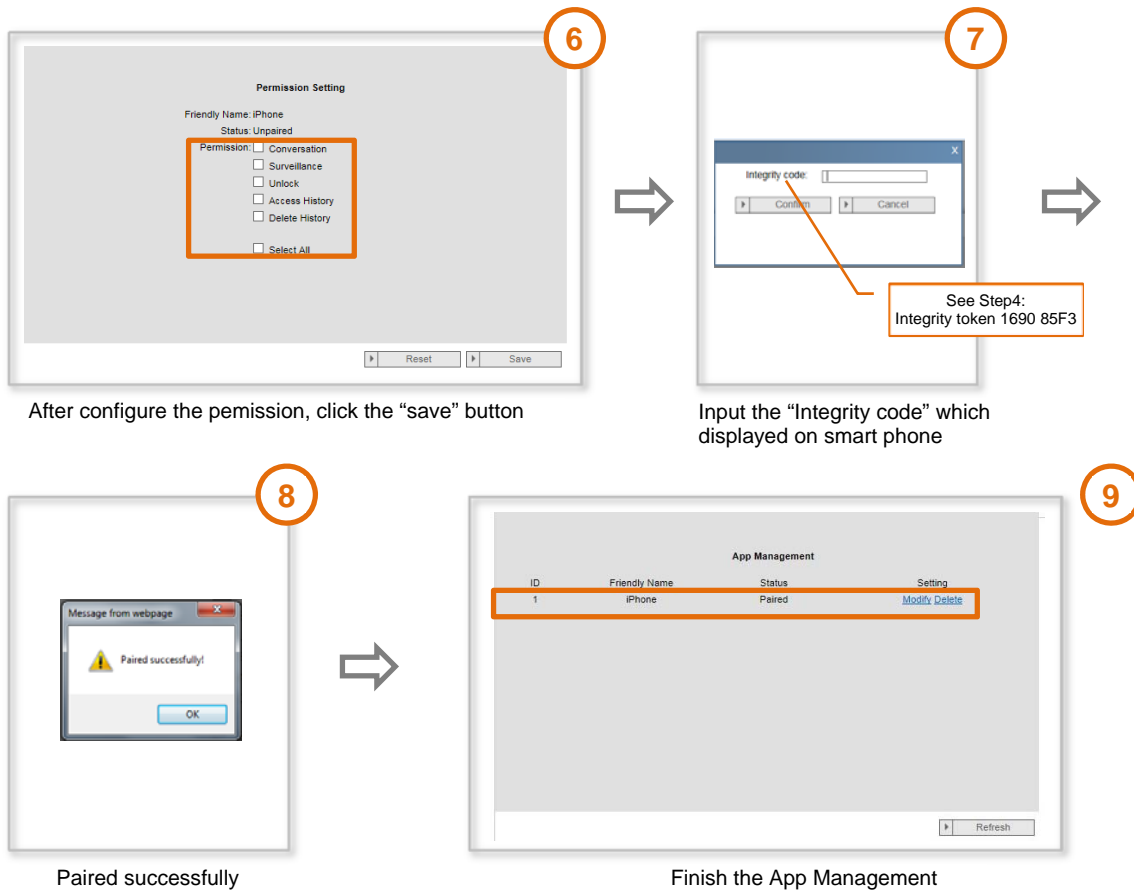 6
Permission Setting
Friendly Name: iPhone
Status: Unpaired
Permission: Conversation
Surveillance
Unlock
Access History
Delete History
Select All
Reset Save
After configure the pemission, click the “save” button
7
x
Integrity code:
Confirm Cancel
See Step4:
Integrity token 1690 85F3
Input the “Integrity code” which
displayed on smart phone
8
Message from webpage
x
Paired successfully!
OK
Paired successfully
9
App Management
ID Friendly Name Status Setting
1 iPhone Paired Modify Delete
Refresh
Finish the App Management